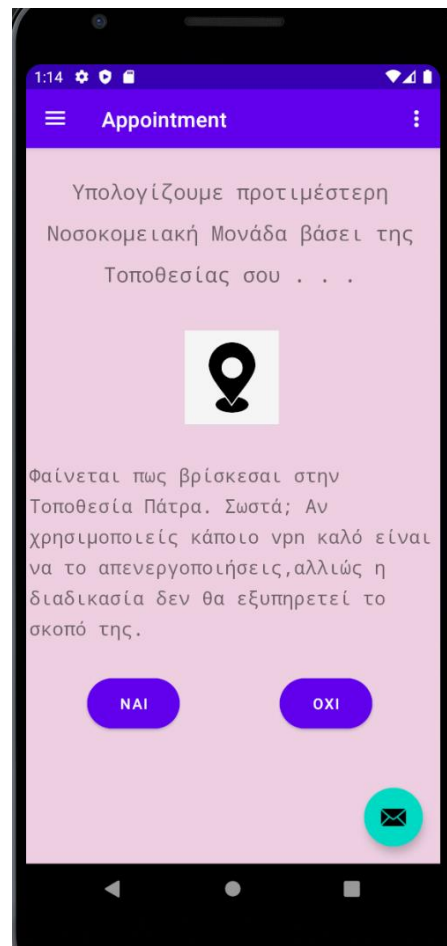 1:14
Appointment
Υπολογίζουμε προτιμέστερη
Νοσοκομειακή Μονάδα βάσει της
Τοποθεσίας σου . . .
Φαίνεται πως βρίσκεσαι στην
Τοποθεσία Πάτρα. Σωστά; Αν
χρησιμοποιείς κάποιο vpn καλό είναι
να το απενεργοποιήσεις,αλλιώς η
διαδικασία δεν θα εξυπηρετεί το
σκοπό της.
ΝΑΙ ΟΧΙ